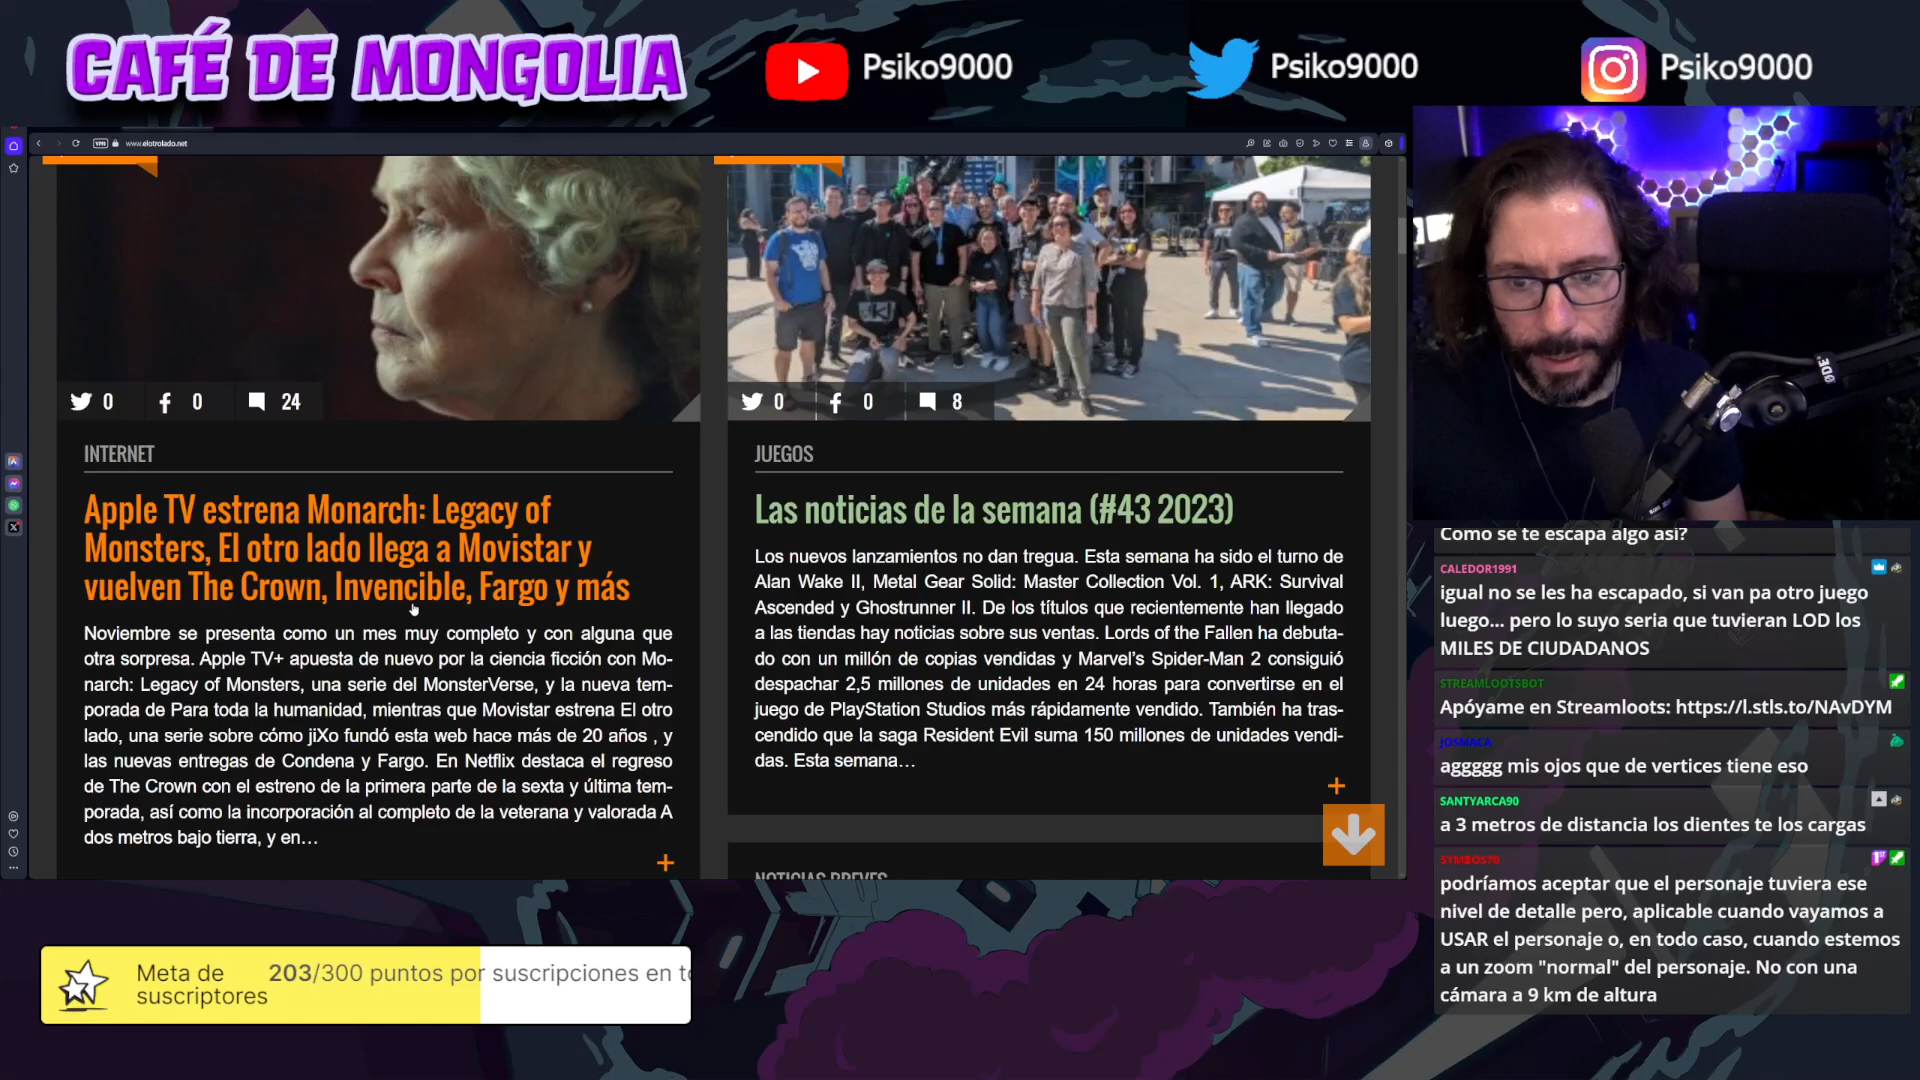 CAFÉ DE MONGOLIA
Psiko9000
Psiko9000
Psiko9000
VPN
www.elotrolado.net
0
0
24
0
0
8
INTERNET
Apple TV estrena Monarch: Legacy of
Monsters, El otro lado llega a Movistar y
vuelven The Crown, Invencible, Fargo y más
Noviembre se presenta como un mes muy completo y con alguna que
otra sorpresa. Apple TV+ apuesta de nuevo por la ciencia ficción con Mo-
narch: Legacy of Monsters, una serie del MonsterVerse, y la nueva tem-
porada de Para toda la humanidad, mientras que Movistar estrena El otro
lado, una serie sobre cómo jiXo fundó esta web hace más de 20 años , y
las nuevas entregas de Condena y Fargo. En Netflix destaca el regreso
de The Crown con el estreno de la primera parte de la sexta y última tem-
porada, así como la incorporación al completo de la veterana y valorada A
dos metros bajo tierra, y en…
+
JUEGOS
Las noticias de la semana (#43 2023)
Los nuevos lanzamientos no dan tregua. Esta semana ha sido el turno de
Alan Wake II, Metal Gear Solid: Master Collection Vol. 1, ARK: Survival
Ascended y Ghostrunner II. De los títulos que recientemente han llegado
a las tiendas hay noticias sobre sus ventas. Lords of the Fallen ha debuta-
do con un millón de copias vendidas y Marvel's Spider-Man 2 consiguió
despachar 2,5 millones de unidades en 24 horas para convertirse en el
juego de PlayStation Studios más rápidamente vendido. También ha tras-
cendido que la saga Resident Evil suma 150 millones de unidades vendi-
das. Esta semana…
+
NOTICIAS BREVES
RØDE
Como se te escapa algo asi?
CALEDOR1991
igual no se les ha escapado, si van pa otro juego
luego... pero lo suyo seria que tuvieran LOD los
MILES DE CIUDADANOS
STREAMLOOTSBOT
Apóyame en Streamloots: https://l.stls.to/NAvDYM
JOSMACA
aggggg mis ojos que de vertices tiene eso
SANTYARCA90
a 3 metros de distancia los dientes te los cargas
SYMBOS70
podríamos aceptar que el personaje tuviera ese
nivel de detalle pero, aplicable cuando vayamos a
USAR el personaje o, en todo caso, cuando estemos
a un zoom "normal" del personaje. No con una
cámara a 9 km de altura
Meta de
suscriptores
203/300 puntos por suscripciones en to